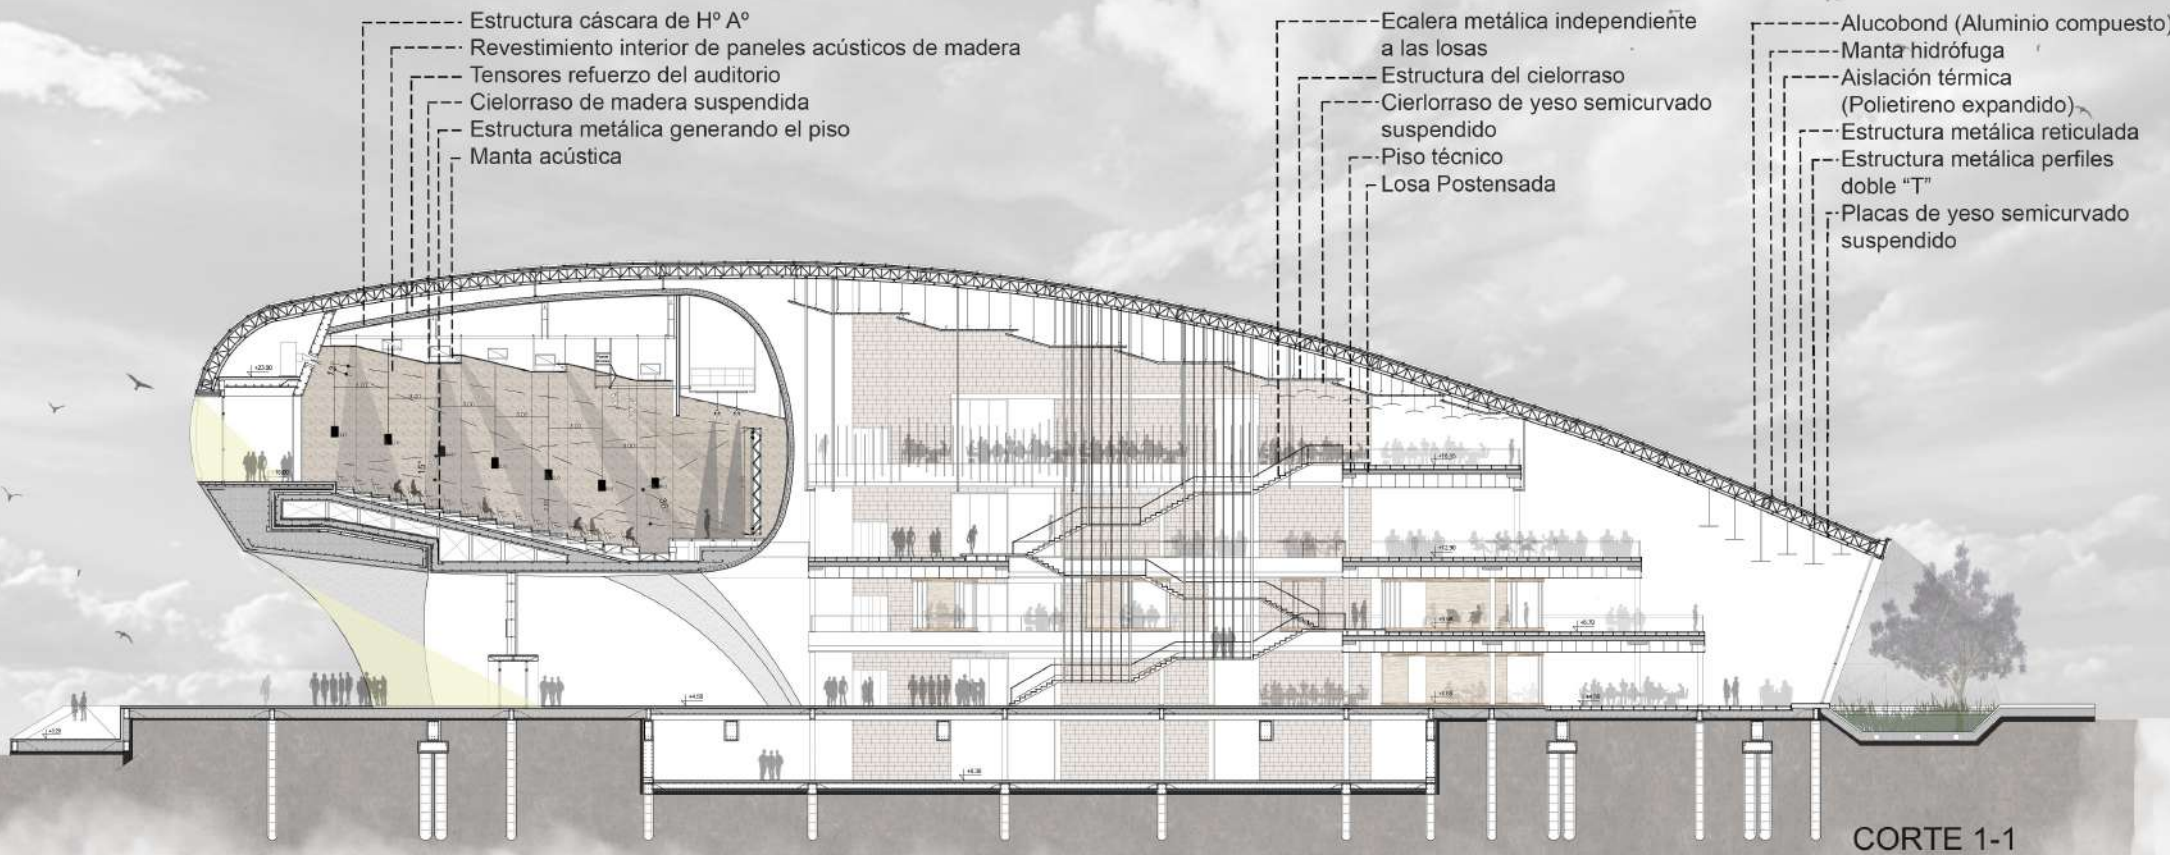 Estructura cáscara de Hº Aº
Revestimiento interior de paneles acústicos de madera
Tensores refuerzo del auditorio
Cielorraso de madera suspendida
Estructura metálica generando el piso
Manta acústica
Ecalera metálica independiente
a las losas
Estructura del cielorraso
Cierlorraso de yeso semicurvado
suspendido
Piso técnico
Losa Postensada
Alucobond (Aluminio compuesto)
Manta hidrófuga
Aislación térmica
(Polietireno expandido)
Estructura metálica reticulada
Estructura metálica perfiles
doble “T”
Placas de yeso semicurvado
suspendido
+23.90
15°
CORTE 1-1